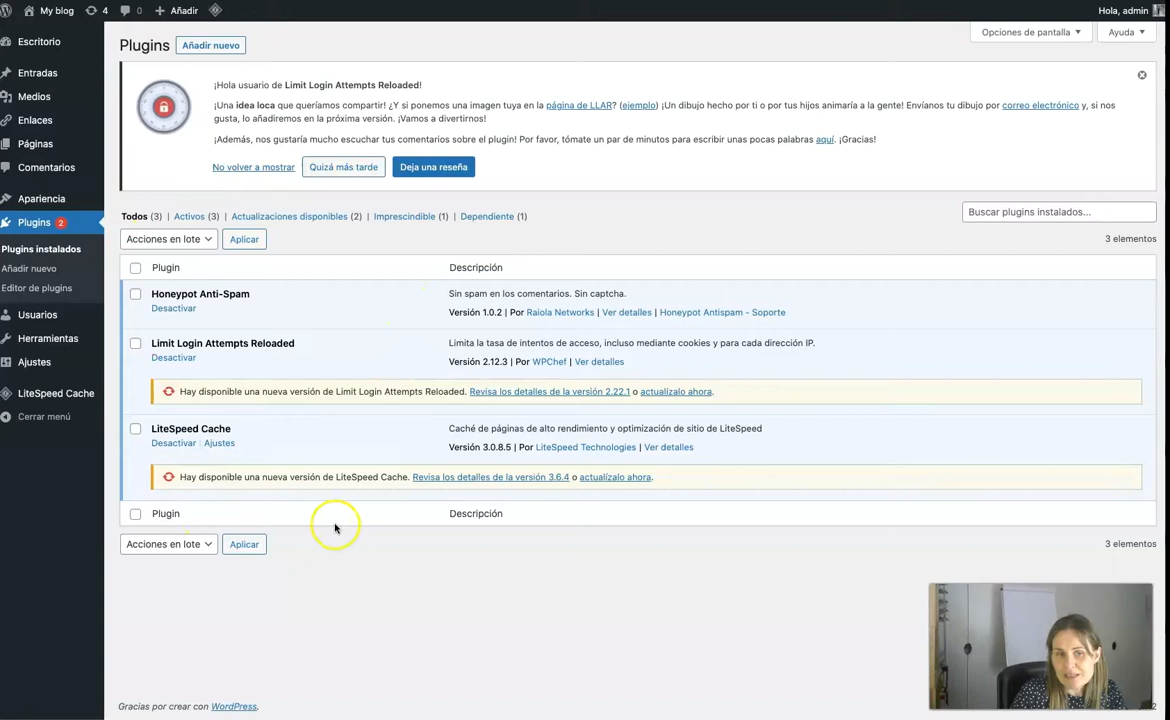 My blog 4 0 Añadir Hola, admin
Opciones de pantalla Ayuda
Escritorio
Entradas
Medios
Enlaces
Páginas
Comentarios
Apariencia
Plugins 2
Plugins instalados
Añadir nuevo
Editor de plugins
Usuarios
Herramientas
Ajustes
LiteSpeed Cache
Cerrar menú
Plugins Añadir nuevo
¡Hola usuario de Limit Login Attempts Reloaded!
¡Una idea loca que queríamos compartir! ¿Y si ponemos una imagen tuya en la página de LLAR? (ejemplo) ¡Un dibujo hecho por ti o por tus hijos animaría a la gente! Envíanos tu dibujo por correo electrónico y, si nos
gusta, lo añadiremos en la próxima versión. ¡Vamos a divertirnos!
¡Además, nos gustaría mucho escuchar tus comentarios sobre el plugin! Por favor, tómate un par de minutos para escribir unas pocas palabras aquí. ¡Gracias!
No volver a mostrar Quizá más tarde Deja una reseña
Todos (3) | Activos (3) | Actualizaciones disponibles (2) | Imprescindible (1) | Dependiente (1)
Buscar plugins instalados...
Acciones en lote Aplicar 3 elementos
Plugin Descripción
Honeypot Anti-Spam Sin spam en los comentarios. Sin captcha.
Desactivar Versión 1.0.2 | Por Raiola Networks | Ver detalles | Honeypot Antispam - Soporte
Limit Login Attempts Reloaded Limita la tasa de intentos de acceso, incluso mediante cookies y para cada dirección IP.
Desactivar Versión 2.12.3 | Por WPChef | Ver detalles
Hay disponible una nueva versión de Limit Login Attempts Reloaded. Revisa los detalles de la versión 2.22.1 o actualízalo ahora.
LiteSpeed Cache Caché de páginas de alto rendimiento y optimización de sitio de LiteSpeed
Desactivar | Ajustes Versión 3.0.8.5 | Por LiteSpeed Technologies | Ver detalles
Hay disponible una nueva versión de LiteSpeed Cache. Revisa los detalles de la versión 3.6.4 o actualízalo ahora.
Plugin Descripción
Acciones en lote Aplicar 3 elementos
Gracias por crear con WordPress.